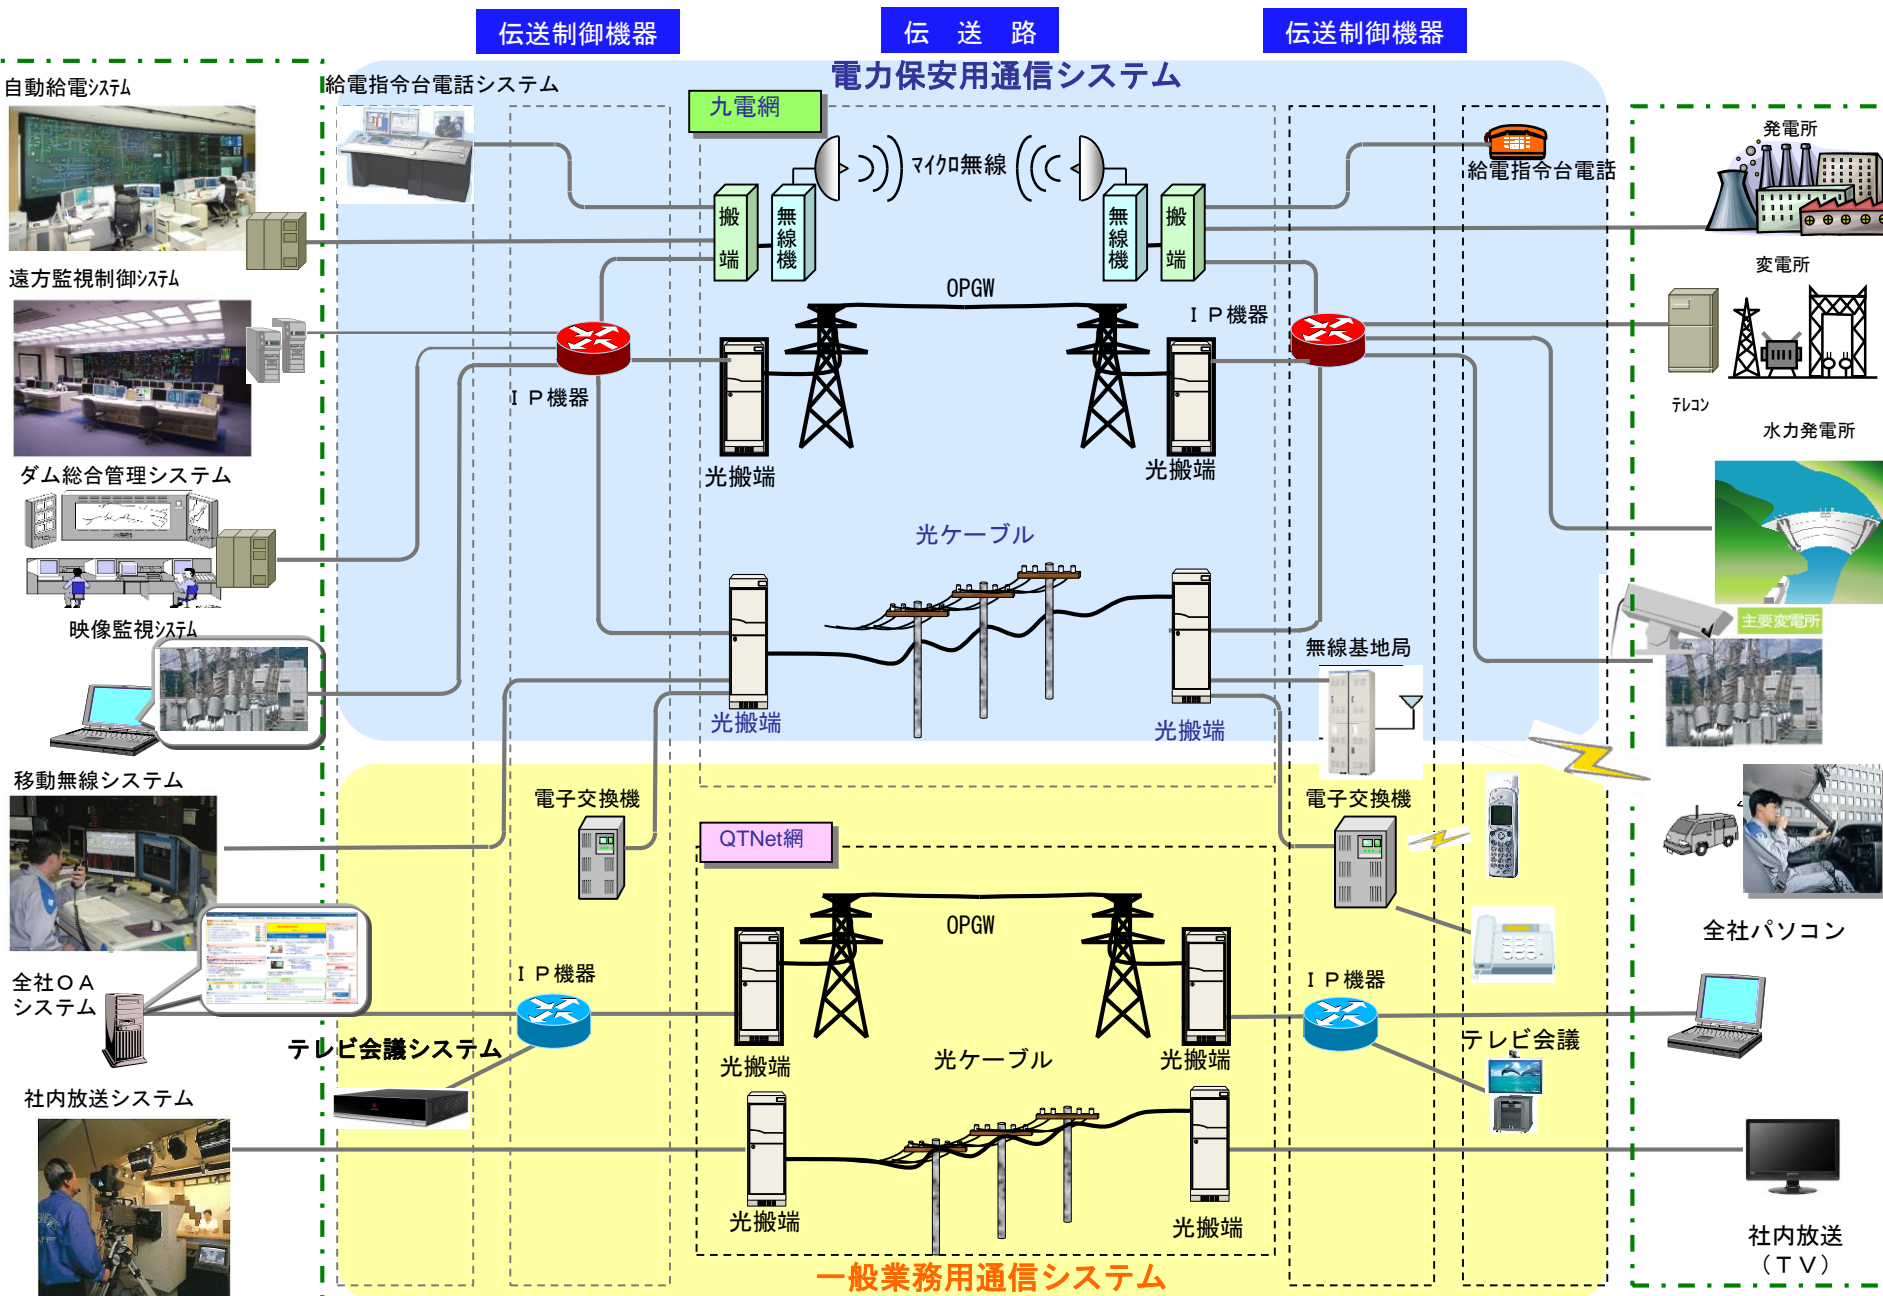 伝送制御機器
伝　送　路
伝送制御機器
電力保安用通信システム
自動給電ｼｽﾃﾑ
給電指令台電話システム
九電網
ﾏｲｸﾛ無線
搬端
無線機
無線機
搬端
給電指令台電話
発電所
変電所
遠方監視制御ｼｽﾃﾑ
OPGW
ＩＰ機器
ＩＰ機器
ﾃﾚｺﾝ
水力発電所
光搬端
光搬端
ダム総合管理システム
光ケーブル
映像監視ｼｽﾃﾑ
主要変電所
無線基地局
光搬端
光搬端
移動無線システム
電子交換機
電子交換機
QTNet網
OPGW
全社パソコン
全社ＯＡ
システム
ＩＰ機器
ＩＰ機器
テレビ会議システム
テレビ会議
光搬端
光ケーブル
光搬端
社内放送システム
光搬端
光搬端
社内放送
（ＴＶ）
一般業務用通信システム